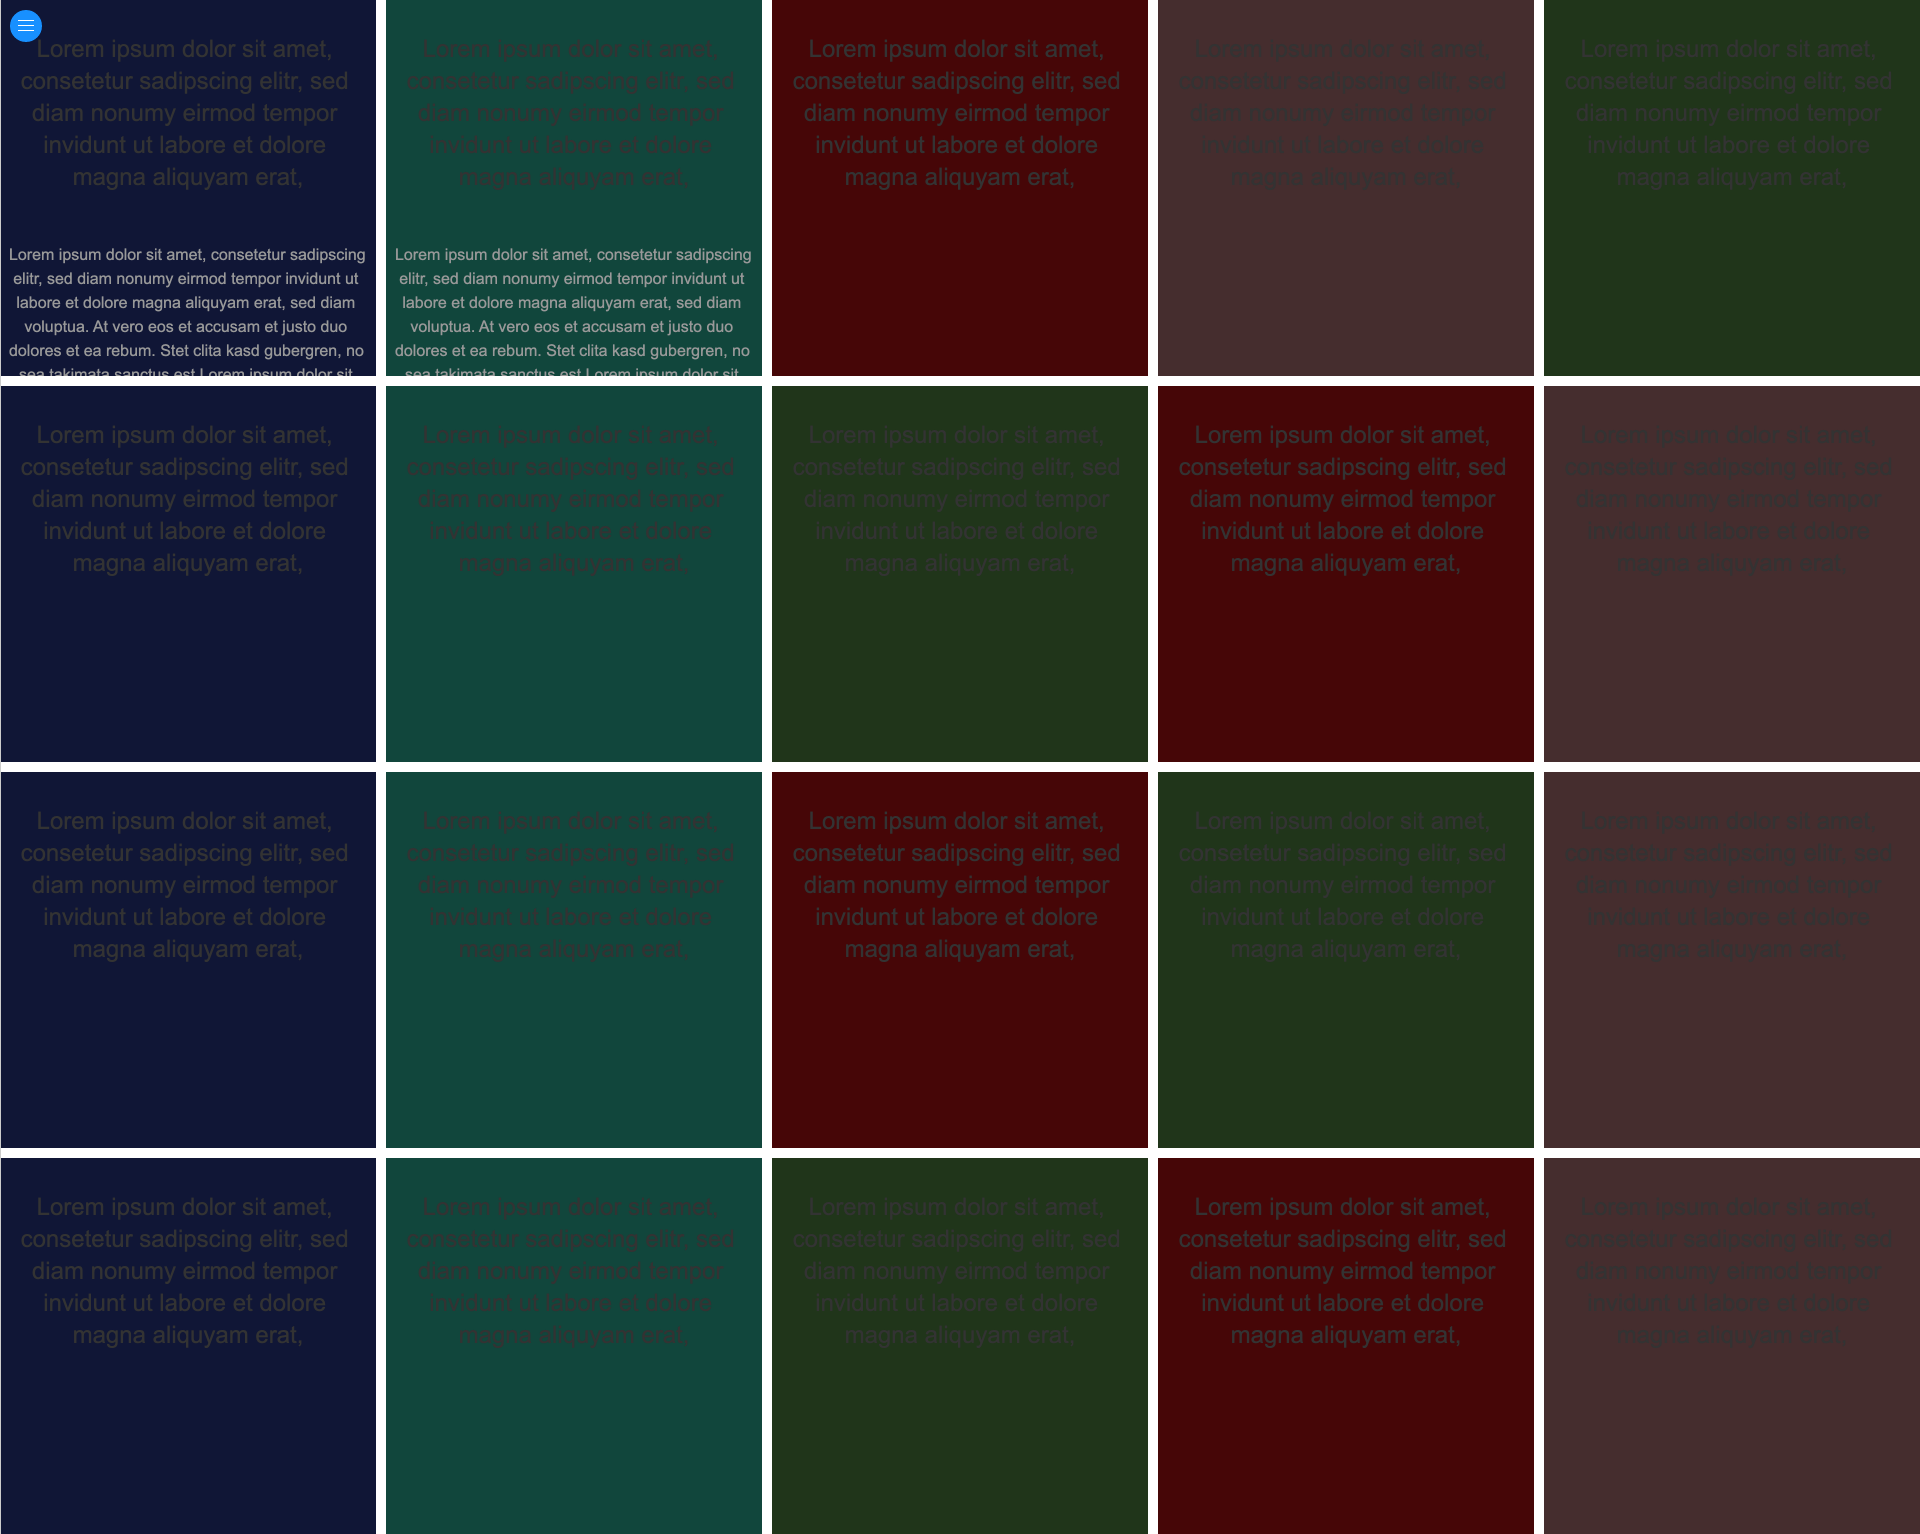 Lorem ipsum dolor sit amet,
consetetur sadipscing elitr, sed
diam nonumy eirmod tempor
invidunt ut labore et dolore
magna aliquyam erat,
Lorem ipsum dolor sit amet, consetetur sadipscing
elitr, sed diam nonumy eirmod tempor invidunt ut
labore et dolore magna aliquyam erat, sed diam
voluptua. At vero eos et accusam et justo duo
dolores et ea rebum. Stet clita kasd gubergren, no
sea takimata sanctus est Lorem ipsum dolor sit
Lorem ipsum dolor sit amet,
consetetur sadipscing elitr, sed
diam nonumy eirmod tempor
invidunt ut labore et dolore
magna aliquyam erat,
Lorem ipsum dolor sit amet, consetetur sadipscing
elitr, sed diam nonumy eirmod tempor invidunt ut
labore et dolore magna aliquyam erat, sed diam
voluptua. At vero eos et accusam et justo duo
dolores et ea rebum. Stet clita kasd gubergren, no
sea takimata sanctus est Lorem ipsum dolor sit
Lorem ipsum dolor sit amet,
consetetur sadipscing elitr, sed
diam nonumy eirmod tempor
invidunt ut labore et dolore
magna aliquyam erat,
Lorem ipsum dolor sit amet,
consetetur sadipscing elitr, sed
diam nonumy eirmod tempor
invidunt ut labore et dolore
magna aliquyam erat,
Lorem ipsum dolor sit amet,
consetetur sadipscing elitr, sed
diam nonumy eirmod tempor
invidunt ut labore et dolore
magna aliquyam erat,
Lorem ipsum dolor sit amet,
consetetur sadipscing elitr, sed
diam nonumy eirmod tempor
invidunt ut labore et dolore
magna aliquyam erat,
Lorem ipsum dolor sit amet,
consetetur sadipscing elitr, sed
diam nonumy eirmod tempor
invidunt ut labore et dolore
magna aliquyam erat,
Lorem ipsum dolor sit amet,
consetetur sadipscing elitr, sed
diam nonumy eirmod tempor
invidunt ut labore et dolore
magna aliquyam erat,
Lorem ipsum dolor sit amet,
consetetur sadipscing elitr, sed
diam nonumy eirmod tempor
invidunt ut labore et dolore
magna aliquyam erat,
Lorem ipsum dolor sit amet,
consetetur sadipscing elitr, sed
diam nonumy eirmod tempor
invidunt ut labore et dolore
magna aliquyam erat,
Lorem ipsum dolor sit amet,
consetetur sadipscing elitr, sed
diam nonumy eirmod tempor
invidunt ut labore et dolore
magna aliquyam erat,
Lorem ipsum dolor sit amet,
consetetur sadipscing elitr, sed
diam nonumy eirmod tempor
invidunt ut labore et dolore
magna aliquyam erat,
Lorem ipsum dolor sit amet,
consetetur sadipscing elitr, sed
diam nonumy eirmod tempor
invidunt ut labore et dolore
magna aliquyam erat,
Lorem ipsum dolor sit amet,
consetetur sadipscing elitr, sed
diam nonumy eirmod tempor
invidunt ut labore et dolore
magna aliquyam erat,
Lorem ipsum dolor sit amet,
consetetur sadipscing elitr, sed
diam nonumy eirmod tempor
invidunt ut labore et dolore
magna aliquyam erat,
Lorem ipsum dolor sit amet,
consetetur sadipscing elitr, sed
diam nonumy eirmod tempor
invidunt ut labore et dolore
magna aliquyam erat,
Lorem ipsum dolor sit amet,
consetetur sadipscing elitr, sed
diam nonumy eirmod tempor
invidunt ut labore et dolore
magna aliquyam erat,
Lorem ipsum dolor sit amet,
consetetur sadipscing elitr, sed
diam nonumy eirmod tempor
invidunt ut labore et dolore
magna aliquyam erat,
Lorem ipsum dolor sit amet,
consetetur sadipscing elitr, sed
diam nonumy eirmod tempor
invidunt ut labore et dolore
magna aliquyam erat,
Lorem ipsum dolor sit amet,
consetetur sadipscing elitr, sed
diam nonumy eirmod tempor
invidunt ut labore et dolore
magna aliquyam erat,